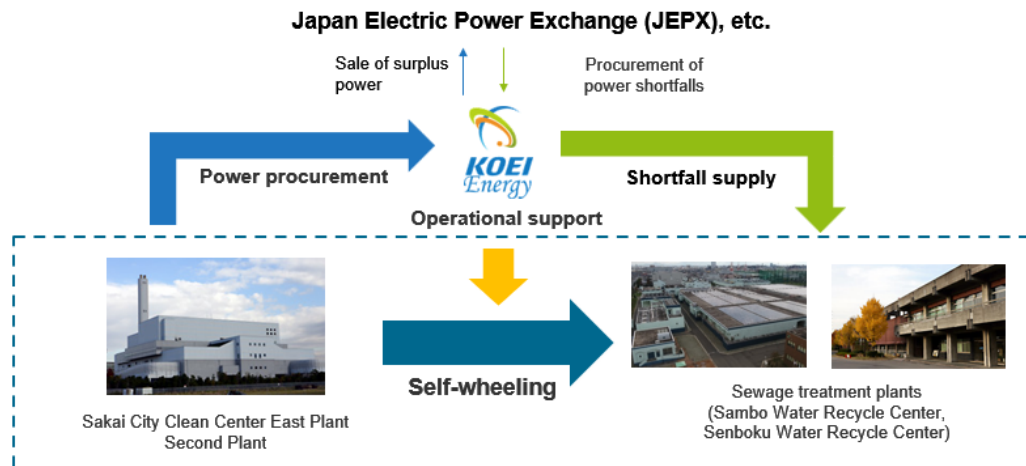 Japan Electric Power Exchange (JEPX), etc.
Sale of surplus
power
Procurement of
power shortfalls
Power procurement
KOEI
Energy
Shortfall supply
Operational support
Self-wheeling
Sakai City Clean Center East Plant
Second Plant
Sewage treatment plants
(Sambo Water Recycle Center,
Senboku Water Recycle Center)